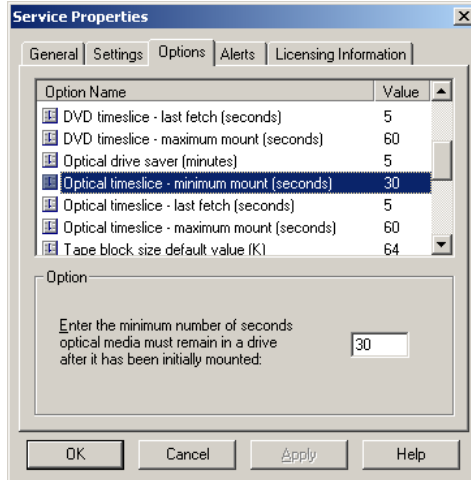 Service Properties
General Settings Options Alerts Licensing Information
Option Name Value
DVD timeslice - last fetch (seconds) 5
DVD timeslice - maximum mount (seconds) 60
Optical drive saver (minutes) 5
Optical timeslice - minimum mount (seconds) 30
Optical timeslice - last fetch (seconds) 5
Optical timeslice - maximum mount (seconds) 60
Tape block size default value (K) 64
Option
Enter the minimum number of seconds
optical media must remain in a drive 30
after it has been initially mounted:
OK Cancel Apply Help